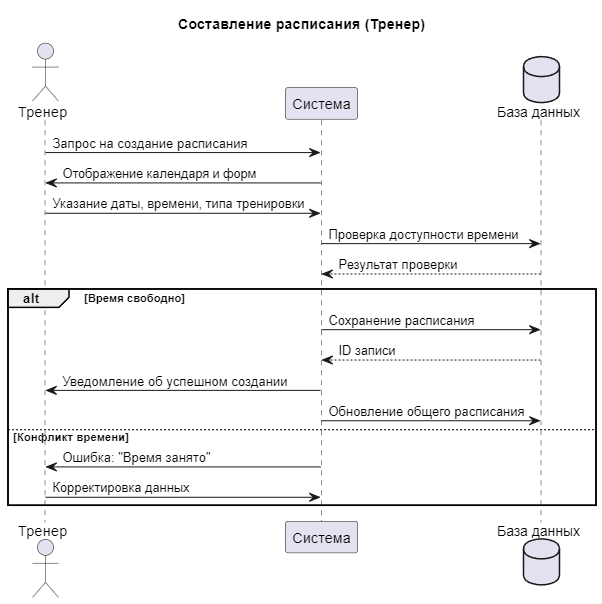 Составление расписания (Тренер)
Тренер
Система
База данных
Запрос на создание расписания
Отображение календаря и форм
Указание даты, времени, типа тренировки
Проверка доступности времени
Результат проверки
alt
[Время свободно]
Сохранение расписания
ID записи
Уведомление об успешном создании
Обновление общего расписания
[Конфликт времени]
Ошибка: "Время занято"
Корректировка данных
Тренер
Система
База данных